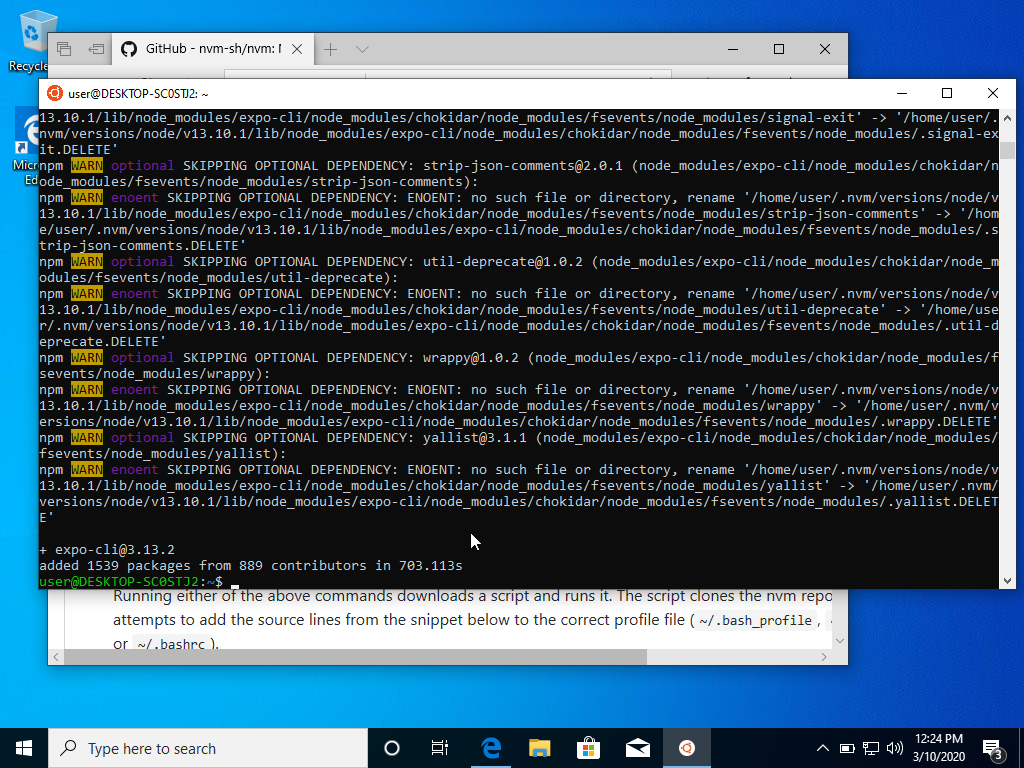 Recycle
GitHub - nvm-sh/nvm: 
user@DESKTOP-SC0STJ2: ~
13.10.1/lib/node_modules/expo-cli/node_modules/chokidar/node_modules/fsevents/node_modules/signal-exit' -> '/home/user/.
nvm/versions/node/v13.10.1/lib/node_modules/expo-cli/node_modules/chokidar/node_modules/fsevents/node_modules/.signal-ex
it.DELETE'
npm WARN optional SKIPPING OPTIONAL DEPENDENCY: strip-json-comments@2.0.1 (node_modules/expo-cli/node_modules/chokidar/n
ode_modules/fsevents/node_modules/strip-json-comments):
npm WARN enoent SKIPPING OPTIONAL DEPENDENCY: ENOENT: no such file or directory, rename '/home/user/.nvm/versions/node/v
13.10.1/lib/node_modules/expo-cli/node_modules/chokidar/node_modules/fsevents/node_modules/strip-json-comments' -> '/hom
e/user/.nvm/versions/node/v13.10.1/lib/node_modules/expo-cli/node_modules/chokidar/node_modules/fsevents/node_modules/.s
trip-json-comments.DELETE'
npm WARN optional SKIPPING OPTIONAL DEPENDENCY: util-deprecate@1.0.2 (node_modules/expo-cli/node_modules/chokidar/node_m
odules/fsevents/node_modules/util-deprecate):
npm WARN enoent SKIPPING OPTIONAL DEPENDENCY: ENOENT: no such file or directory, rename '/home/user/.nvm/versions/node/v
13.10.1/lib/node_modules/expo-cli/node_modules/chokidar/node_modules/fsevents/node_modules/util-deprecate' -> '/home/use
r/.nvm/versions/node/v13.10.1/lib/node_modules/expo-cli/node_modules/chokidar/node_modules/fsevents/node_modules/.util-d
eprecate.DELETE'
npm WARN optional SKIPPING OPTIONAL DEPENDENCY: wrappy@1.0.2 (node_modules/expo-cli/node_modules/chokidar/node_modules/f
sevents/node_modules/wrappy):
npm WARN enoent SKIPPING OPTIONAL DEPENDENCY: ENOENT: no such file or directory, rename '/home/user/.nvm/versions/node/v
13.10.1/lib/node_modules/expo-cli/node_modules/chokidar/node_modules/fsevents/node_modules/wrappy' -> '/home/user/.nvm/v
ersions/node/v13.10.1/lib/node_modules/expo-cli/node_modules/chokidar/node_modules/fsevents/node_modules/.wrappy.DELETE'
npm WARN optional SKIPPING OPTIONAL DEPENDENCY: yallist@3.1.1 (node_modules/expo-cli/node_modules/chokidar/node_modules/
fsevents/node_modules/yallist):
npm WARN enoent SKIPPING OPTIONAL DEPENDENCY: ENOENT: no such file or directory, rename '/home/user/.nvm/versions/node/v
13.10.1/lib/node_modules/expo-cli/node_modules/chokidar/node_modules/fsevents/node_modules/yallist' -> '/home/user/.nvm/
versions/node/v13.10.1/lib/node_modules/expo-cli/node_modules/chokidar/node_modules/fsevents/node_modules/.yallist.DELET
E'
+ expo-cli@3.13.2
added 1539 packages from 889 contributors in 703.113s
user@DESKTOP-SC0STJ2:~$
Micr
Ed
Running either of the above commands downloads a script and runs it. The script clones the nvm repo
attempts to add the source lines from the snippet below to the correct profile file ( ~/.bash_profile ,
or ~/.bashrc ).
Type here to search
12:24 PM
3/10/2020
3